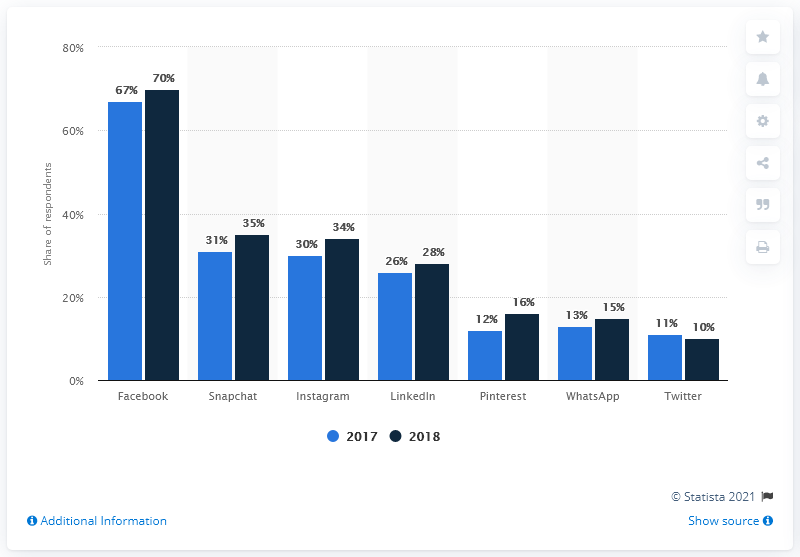 80%
60%
40%
20%
0%
Share of respondents
67%
70%
31%
35%
30%
34%
26%
28%
12%
16%
13%
15%
11%
10%
Facebook
Snapchat
Instagram
LinkedIn
Pinterest
WhatsApp
Twitter
2017 2018
© Statista 2021
Additional Information
Show source